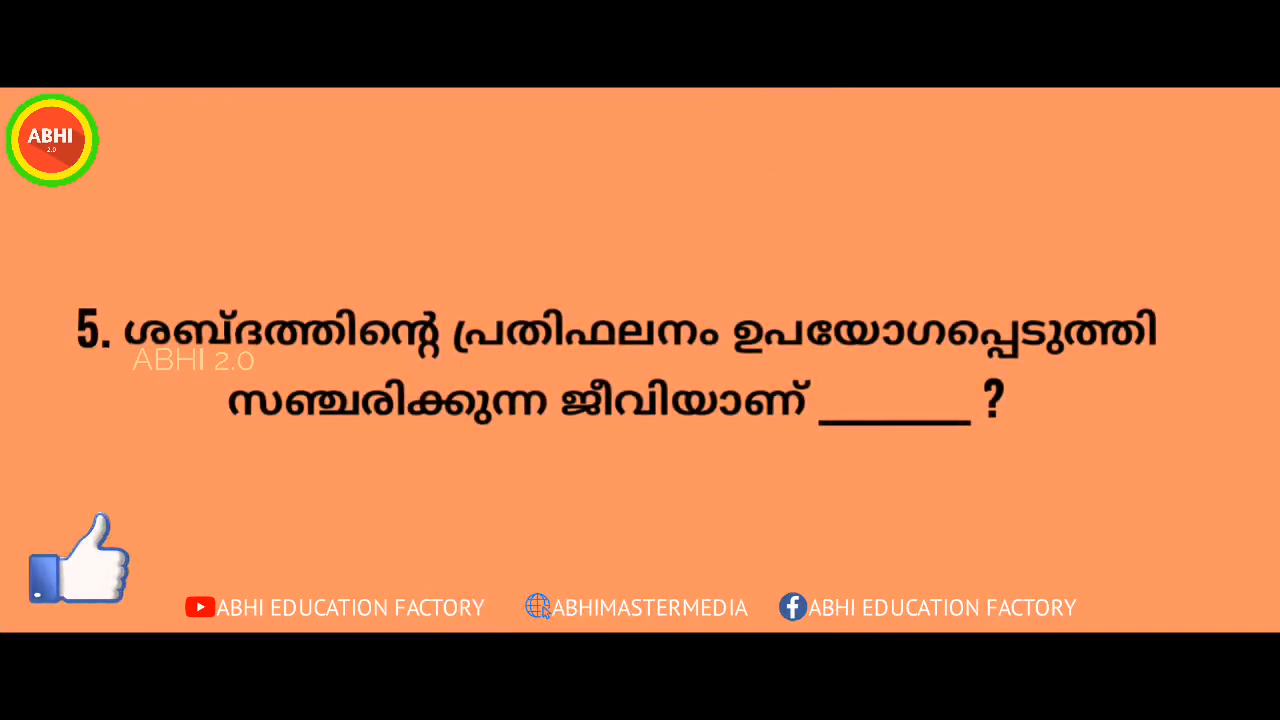 ABHI
2.0
5. ശബ്ദത്തിന്റെ പ്രതിഫലനം ഉപയോഗപ്പെടുത്തി
ABHI 2.0
സഞ്ചരിക്കുന്ന ജീവിയാണ് ________ ?
ABHI EDUCATION FACTORY ABHIMASTERMEDIA ABHI EDUCATION FACTORY